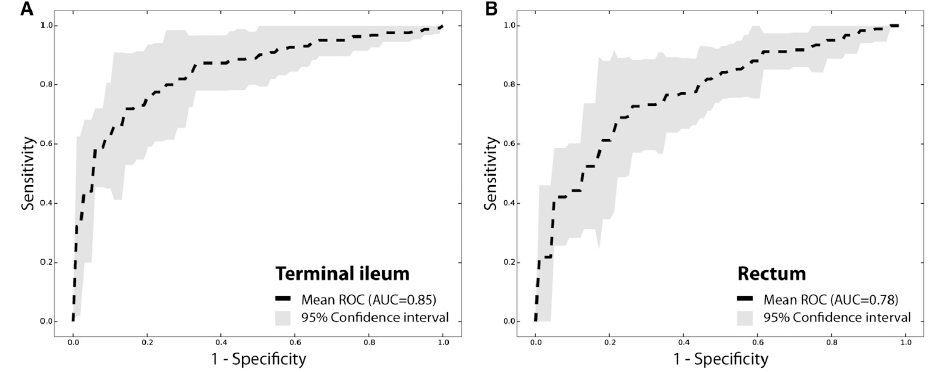 A
1.0
0.8
0.6
0.4
0.2
0.0
Sensitivity
0.0 0.2 0.4 0.6 0.8 1.0
1 - Specificity
Terminal ileum
Mean ROC (AUC=0.85)
95% Confidence interval
B
1.0
0.8
0.6
0.4
0.2
0.0
Sensitivity
0.0 0.2 0.4 0.6 0.8 1.0
1 - Specificity
Rectum
Mean ROC (AUC=0.78)
95% Confidence interval